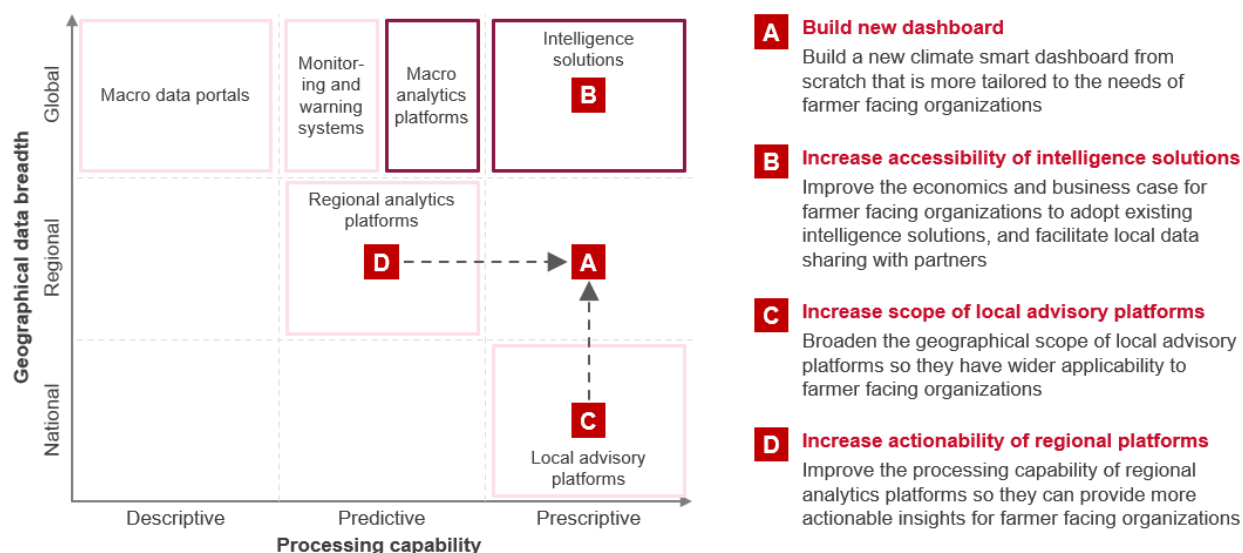 Geographical data breadth
Global
Regional
National
Macro data portals
Monitor-
ing and
warning
systems
Macro
analytics
platforms
Intelligence
solutions
B
Regional analytics
platforms
D
A
C
Local advisory
platforms
Descriptive
Predictive
Prescriptive
Processing capability
A
Build new dashboard
Build a new climate smart dashboard from
scratch that is more tailored to the needs of
farmer facing organizations
B
Increase accessibility of intelligence solutions
Improve the economics and business case for
farmer facing organizations to adopt existing
intelligence solutions, and facilitate local data
sharing with partners
C
Increase scope of local advisory platforms
Broaden the geographical scope of local advisory
platforms so they have wider applicability to
farmer facing organizations
D
Increase actionability of regional platforms
Improve the processing capability of regional
analytics platforms so they can provide more
actionable insights for farmer facing organizations